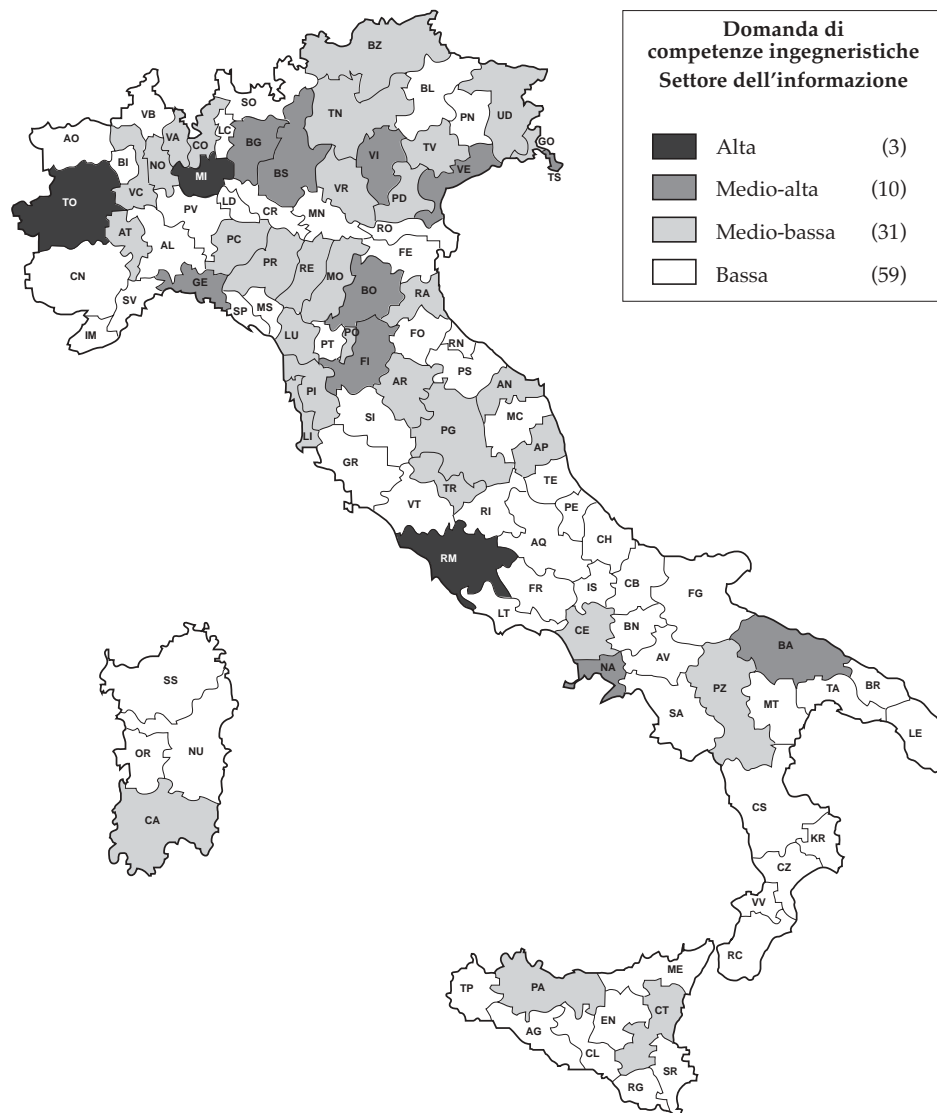 Domanda di
competenze ingegneristiche
Settore dell'informazione
Alta (3)
Medio-alta (10)
Medio-bassa (31)
Bassa (59)
BZ
SO
BL
VB
TN
UD
LC
PN
VA
CO
AO
BG
VI
TV
GO
BI
NO
BS
VE
MI
TS
VC
VR
PD
TO
LD
PV
CR
MN
RO
AT
PC
AL
FE
PR
RE
MO
CN
GE
BO
RA
SV
SP
MS
PO
FO
IM
LU
PT
RN
FI
PS
AR
AN
PI
SI
MC
PG
LI
AP
GR
TE
TR
VT
RI
PE
AQ
CH
RM
FR
IS
CB
FG
LT
CE
BN
BA
AV
NA
SS
PZ
BR
TA
MT
SA
LE
OR
NU
CS
CA
KR
CZ
VV
RC
ME
TP
PA
CT
EN
AG
CL
SR
RG